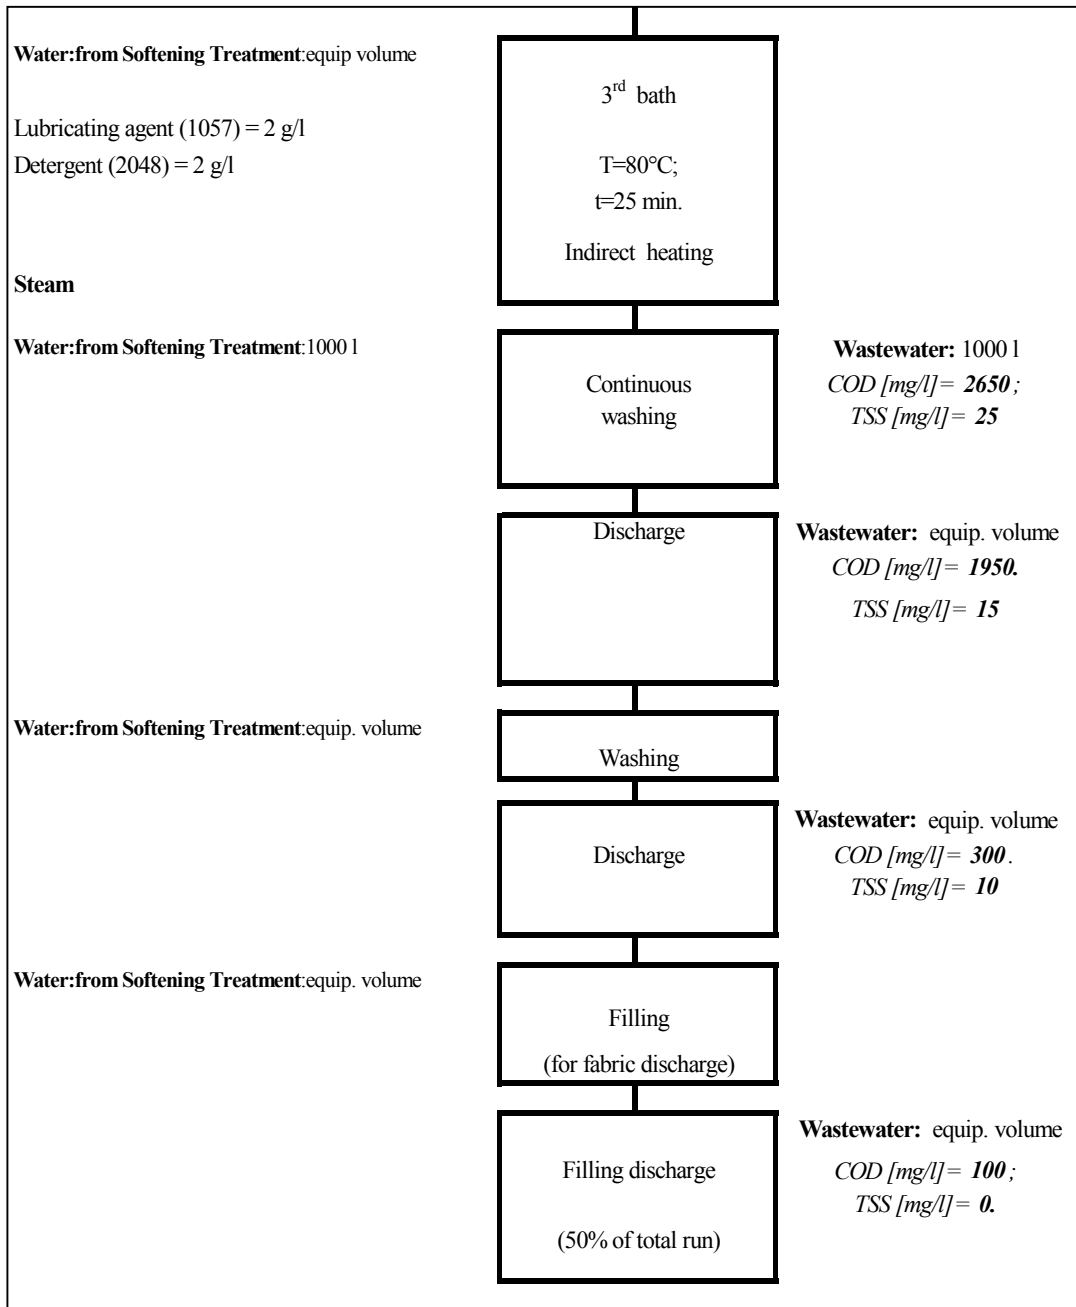 Water:from Softening Treatment:equip volume
3rd bath
Lubricating agent (1057) = 2 g/l
Detergent (2048) = 2 g/l
T=80°C;
t=25 min.
Indirect heating
Steam
Water:from Softening Treatment:1000 l
Continuous
washing
Wastewater: 1000 l
COD [mg/l]= 2650 ;
TSS [mg/l]= 25
Discharge
Wastewater: equip. volume
COD [mg/l]= 1950.
TSS [mg/l]= 15
Water:from Softening Treatment:equip. volume
Washing
Discharge
Wastewater: equip. volume
COD [mg/l]= 300 .
TSS [mg/l]= 10
Water:from Softening Treatment:equip. volume
Filling
(for fabric discharge)
Filling discharge
(50% of total run)
Wastewater: equip. volume
COD [mg/l]= 100 ;
TSS [mg/l]= 0.